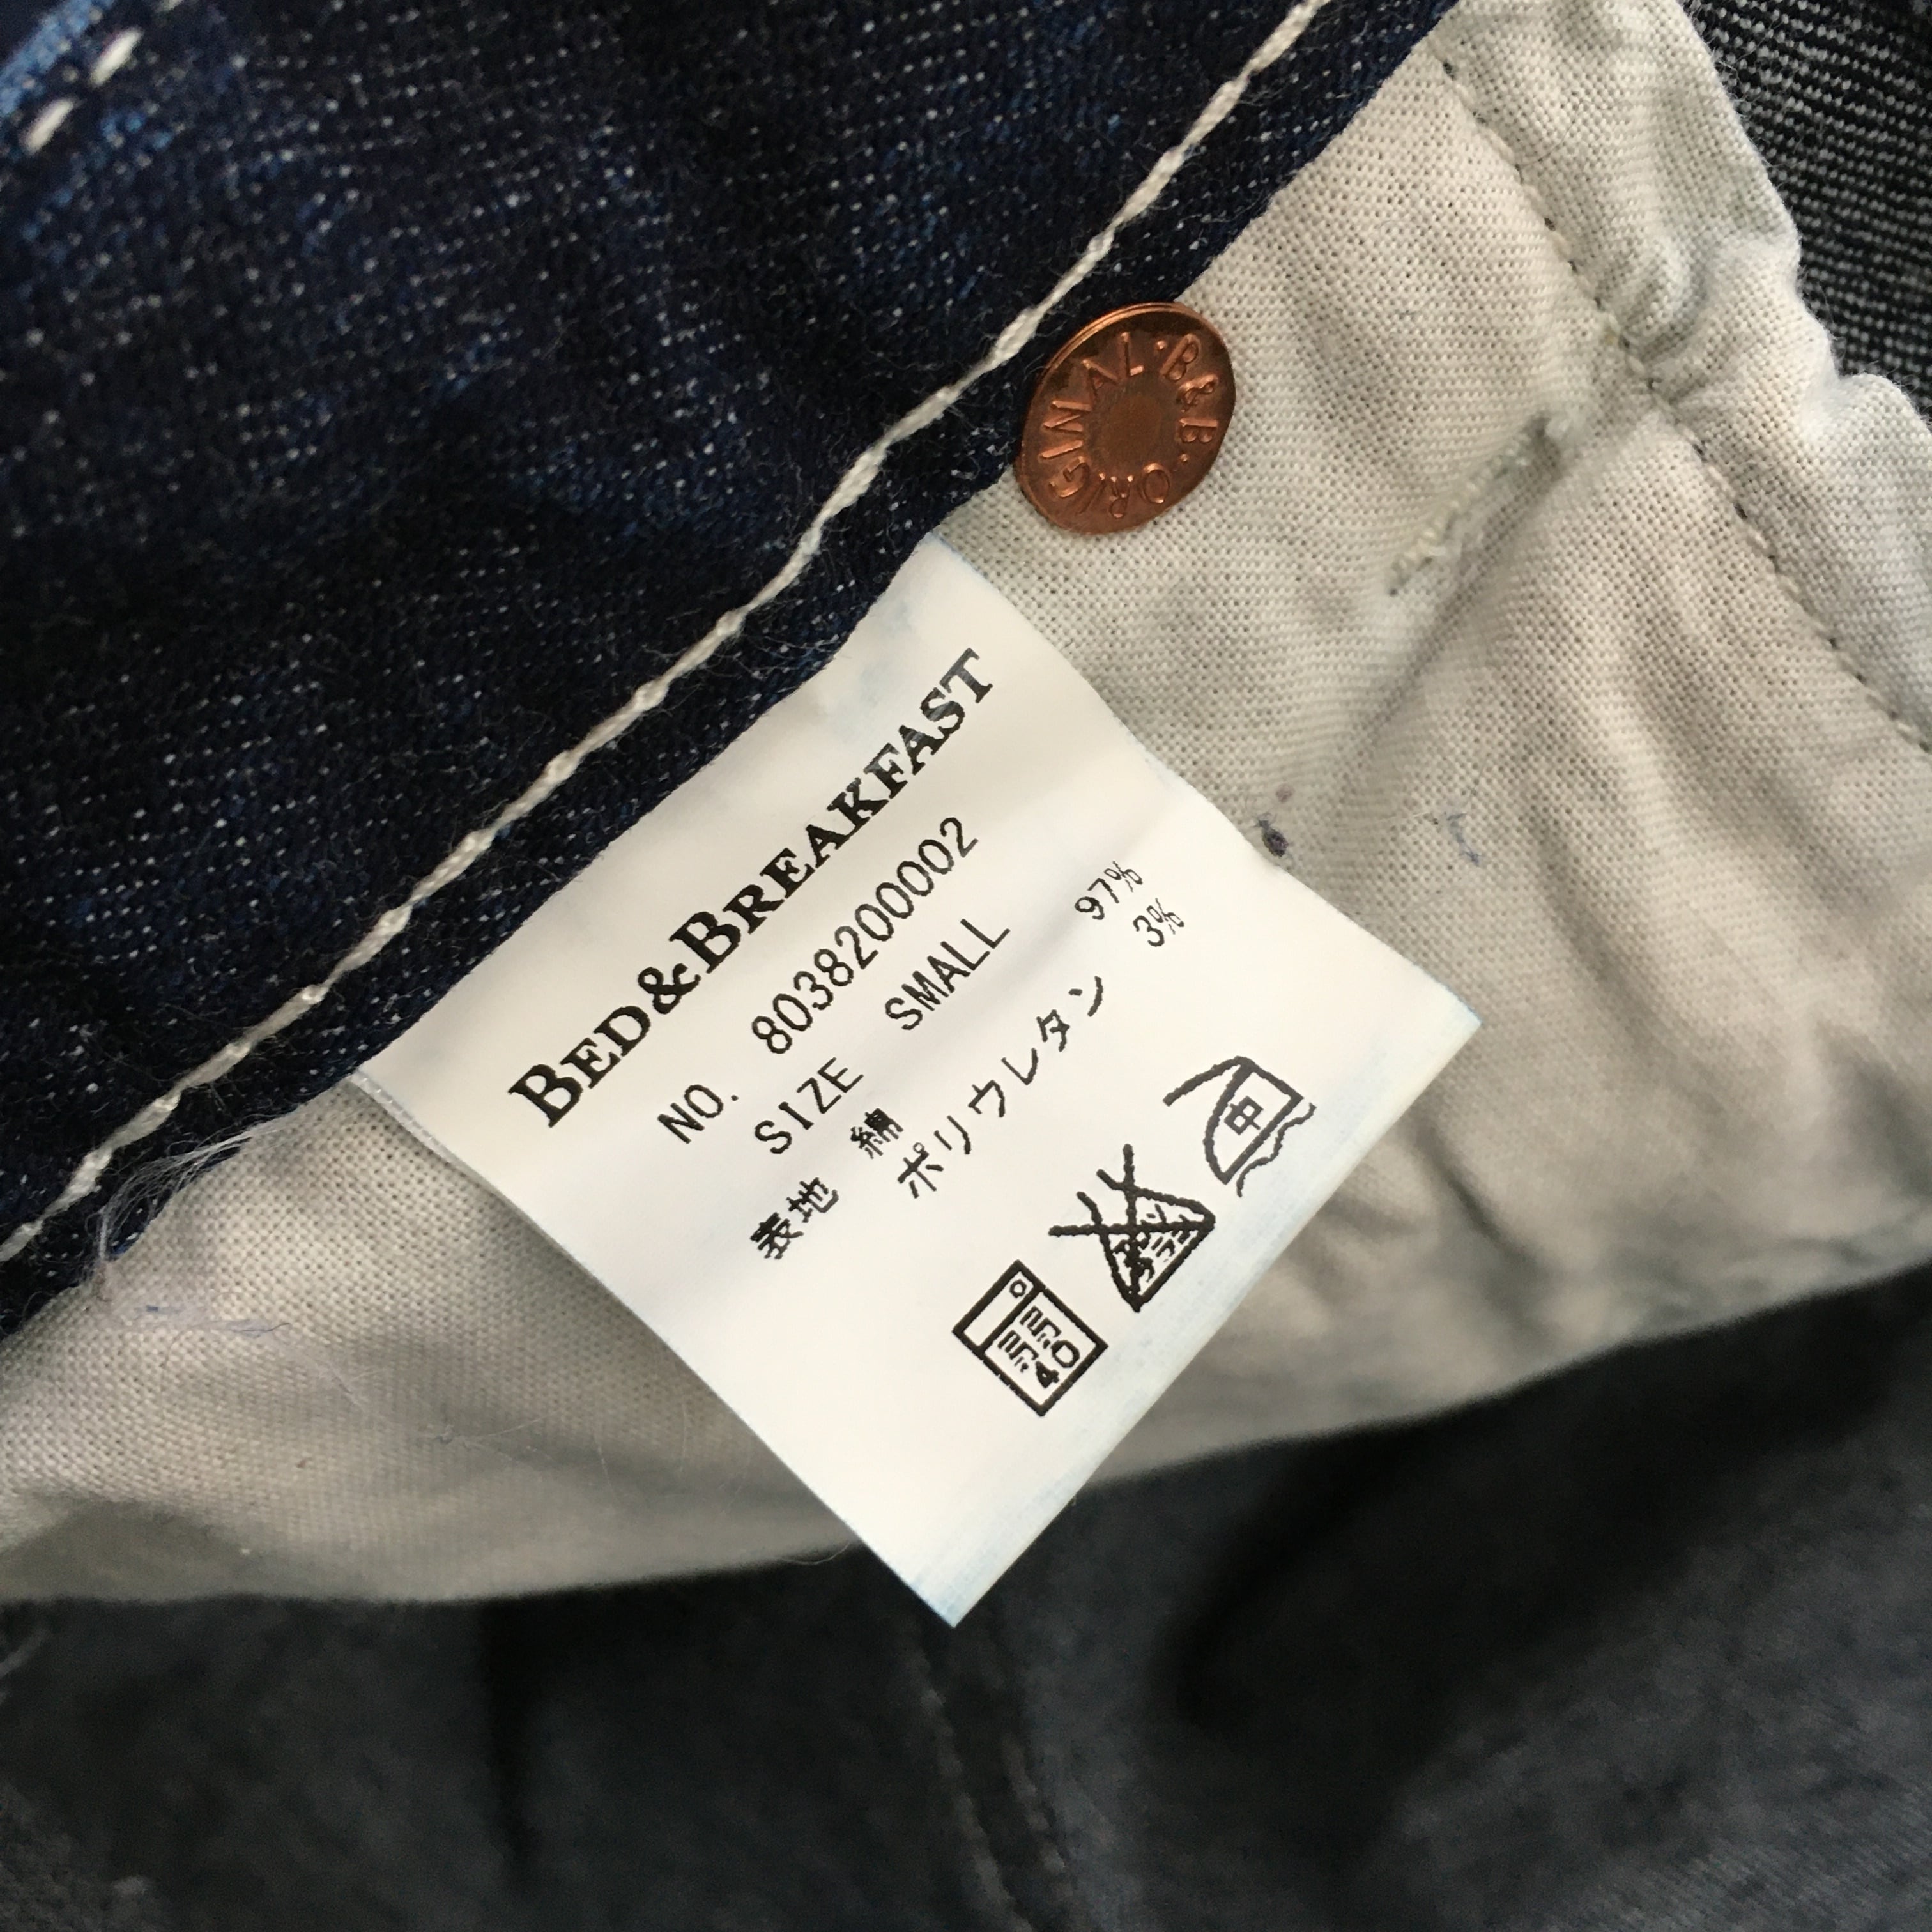 ORIGINAL·B&B·
BED&BREAKFAST
NO. 8038200002
SIZE SMALL
表地 綿 97%
ポリウレタン 3%
弱 40
中